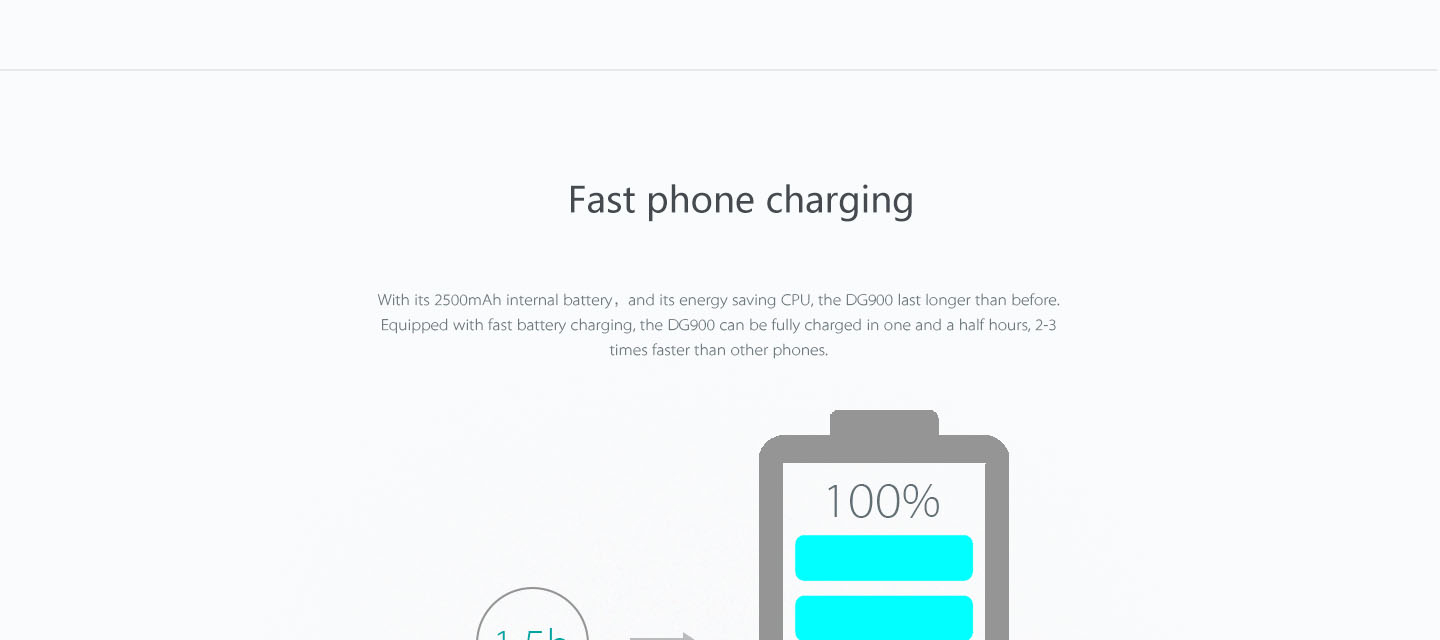 Fast phone charging
With its 2500mAh internal battery，and its energy saving CPU, the DG900 last longer than before.
Equipped with fast battery charging, the DG900 can be fully charged in one and a half hours, 2-3
times faster than other phones.
100%
1.5h